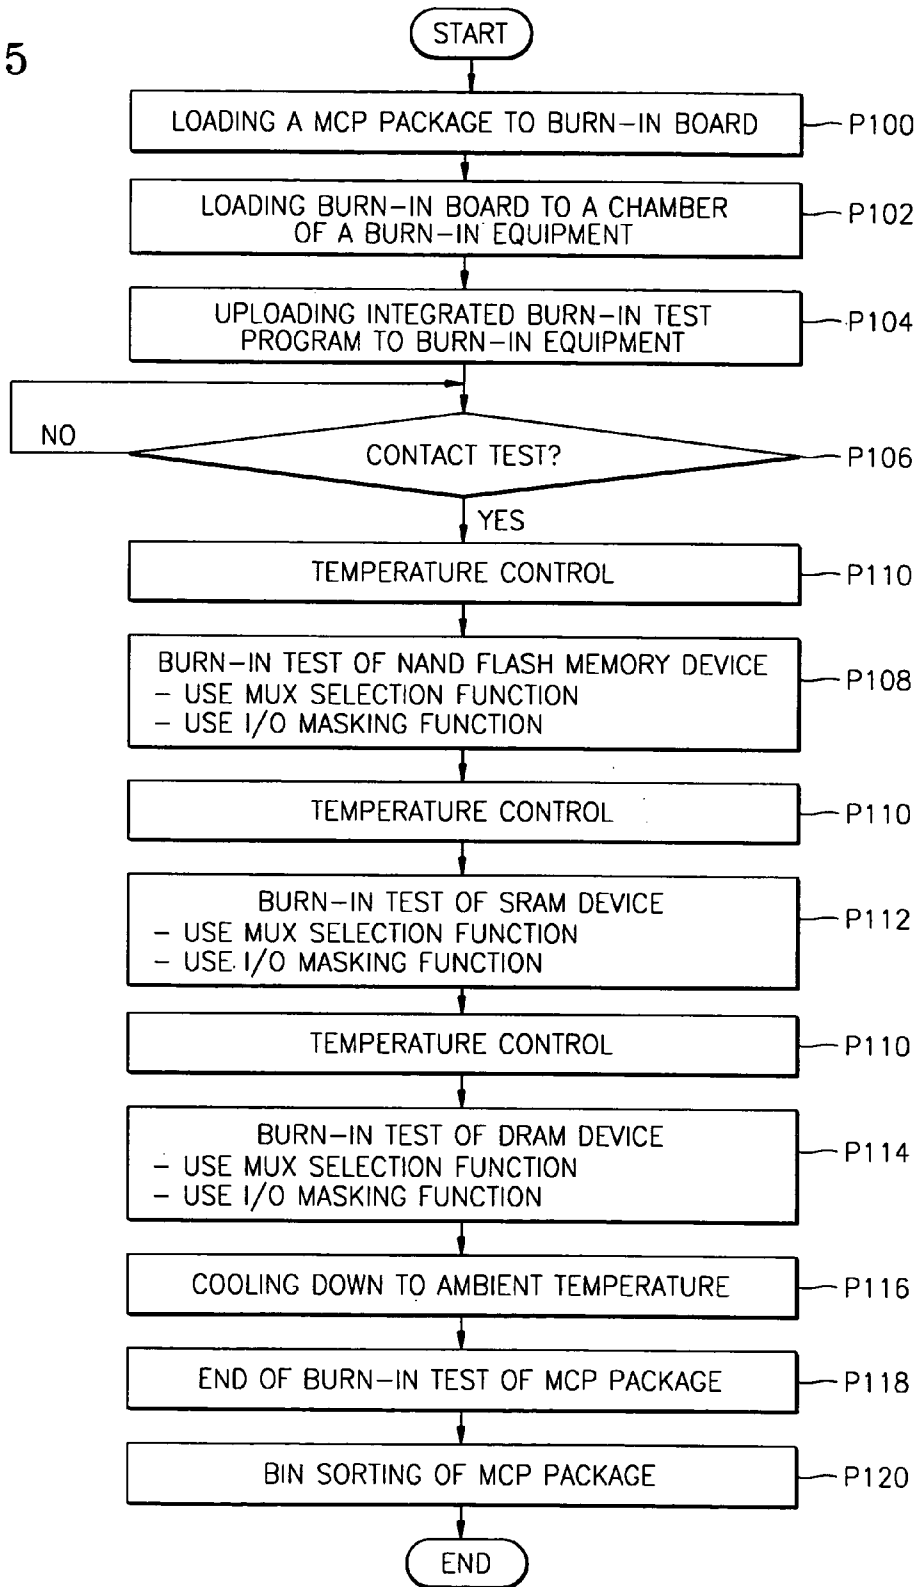 5
START
LOADING A MCP PACKAGE TO BURN-IN BOARD
P100
LOADING BURN-IN BOARD TO A CHAMBER
OF A BURN-IN EQUIPMENT
P102
UPLOADING INTEGRATED BURN-IN TEST
PROGRAM TO BURN-IN EQUIPMENT
P104
NO
CONTACT TEST?
P106
YES
TEMPERATURE CONTROL
P110
BURN-IN TEST OF NAND FLASH MEMORY DEVICE
- USE MUX SELECTION FUNCTION
- USE I/O MASKING FUNCTION
P108
TEMPERATURE CONTROL
P110
BURN-IN TEST OF SRAM DEVICE
- USE MUX SELECTION FUNCTION
- USE I/O MASKING FUNCTION
P112
TEMPERATURE CONTROL
P110
BURN-IN TEST OF DRAM DEVICE
- USE MUX SELECTION FUNCTION
- USE I/O MASKING FUNCTION
P114
COOLING DOWN TO AMBIENT TEMPERATURE
P116
END OF BURN-IN TEST OF MCP PACKAGE
P118
BIN SORTING OF MCP PACKAGE
P120
END